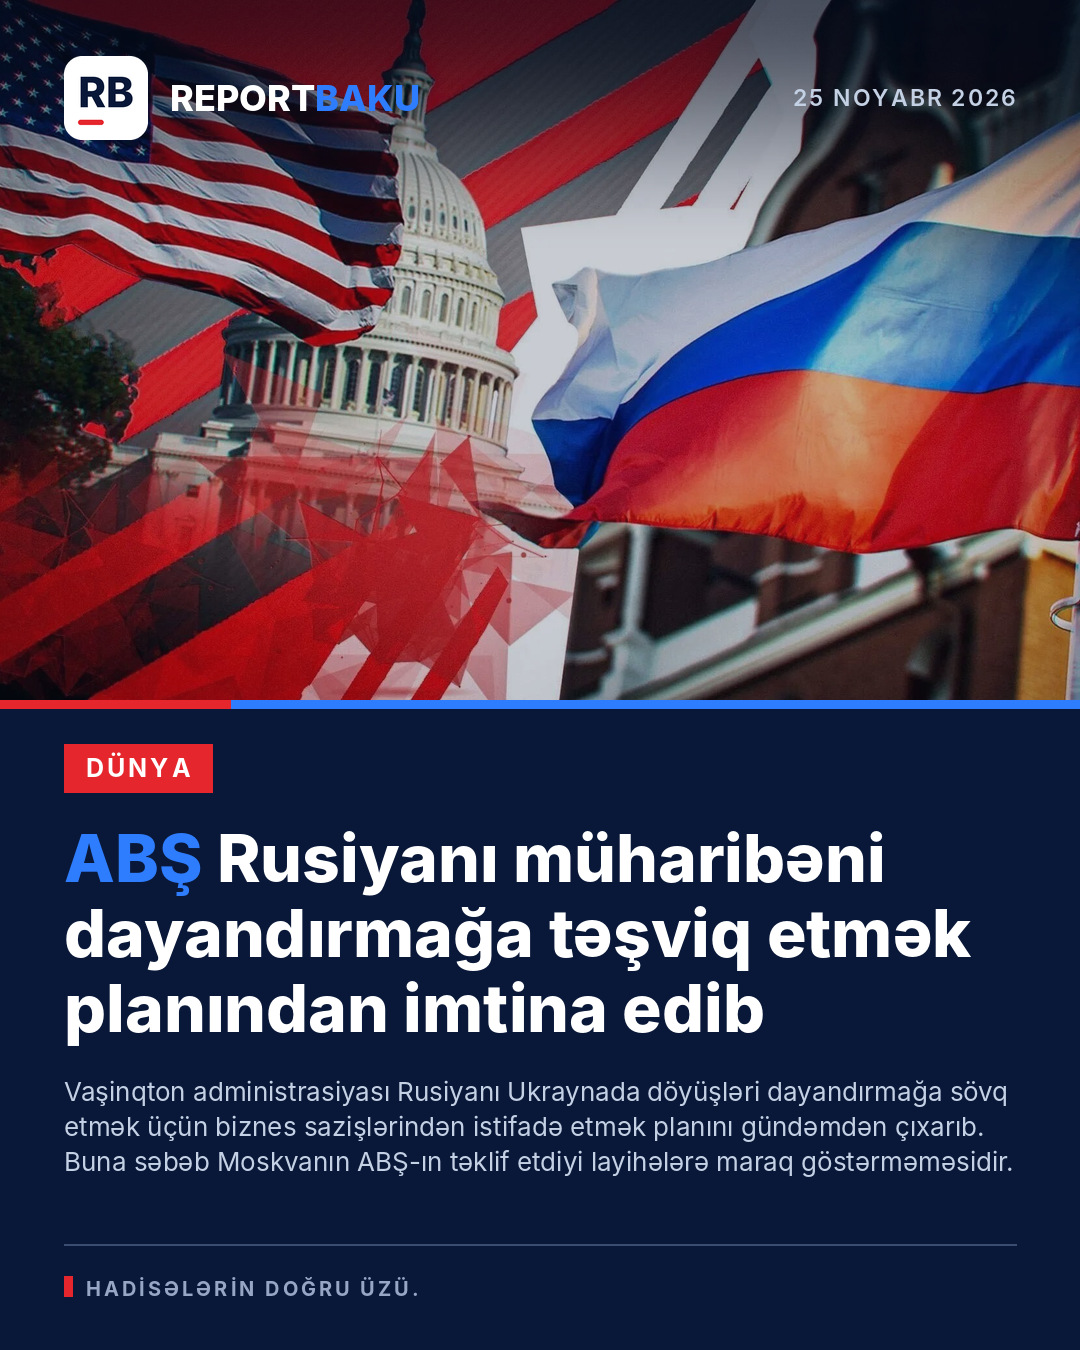 RB
REPORTBAKU
25 NOYABR 2026
DÜNYA
ABŞ Rusiyanı müharibəni
dayandırmağa təşviq etmək
planından imtina edib
Vaşinqton administrasiyası Rusiyanı Ukraynada döyüşləri dayandırmağa sövq
etmək üçün biznes sazişlərindən istifadə etmək planını gündəmdən çıxarıb.
Buna səbəb Moskvanın ABŞ-ın təklif etdiyi layihələrə maraq göstərməməsidir.
HADİSƏLƏRİN DOĞRU ÜZÜ.